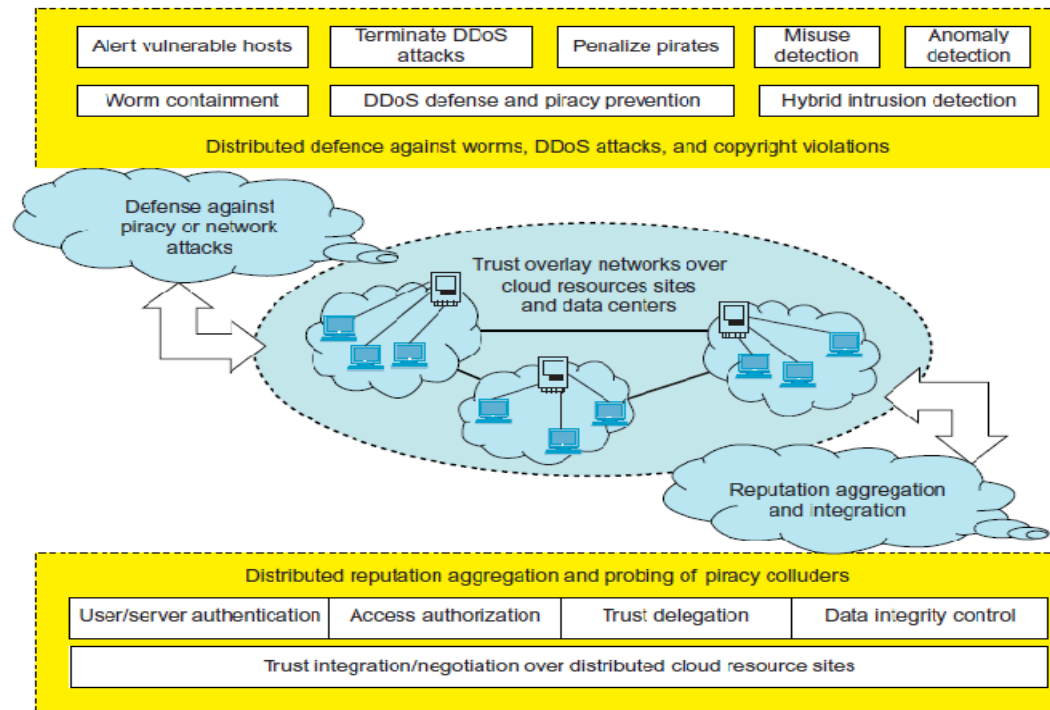 Alert vulnerable hosts
Terminate DDoS
attacks
Penalize pirates
Misuse
detection
Anomaly
detection
Worm containment
DDoS defense and piracy prevention
Hybrid intrusion detection
Distributed defence against worms, DDoS attacks, and copyright violations
Defense against
piracy or network
attacks
Trust overlay networks over
cloud resources sites
and data centers
Reputation aggregation
and integration
Distributed reputation aggregation and probing of piracy colluders
User/server authentication
Access authorization
Trust delegation
Data integrity control
Trust integration/negotiation over distributed cloud resource sites